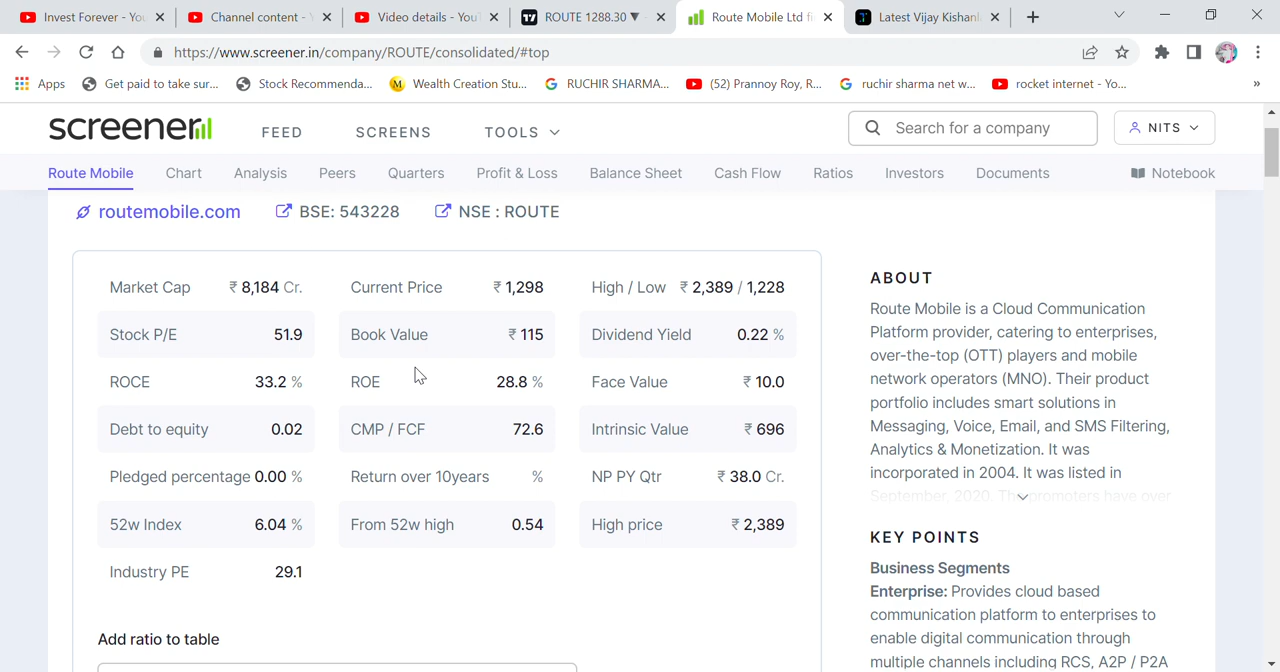 Invest Forever - You
Channel content - Y
Video details - You
ROUTE 1288.30 ▼
Route Mobile Ltd fi
Latest Vijay Kishanl
https://www.screener.in/company/ROUTE/consolidated/#top
Apps
Get paid to take sur...
Stock Recommenda...
Wealth Creation Stu...
RUCHIR SHARMA...
(52) Prannoy Roy, R...
ruchir sharma net w...
rocket internet - Yo...
»
screener
FEED
SCREENS
TOOLS
Search for a company
NITS
Route Mobile
Chart
Analysis
Peers
Quarters
Profit & Loss
Balance Sheet
Cash Flow
Ratios
Investors
Documents
Notebook
routemobile.com
BSE: 543228
NSE : ROUTE
Market Cap ₹ 8,184 Cr.
Current Price ₹ 1,298
High / Low ₹ 2,389 / 1,228
Stock P/E 51.9
Book Value ₹ 115
Dividend Yield 0.22 %
ROCE 33.2 %
ROE 28.8 %
Face Value ₹ 10.0
Debt to equity 0.02
CMP / FCF 72.6
Intrinsic Value ₹ 696
Pledged percentage 0.00 %
Return over 10years %
NP PY Qtr ₹ 38.0 Cr.
52w Index 6.04 %
From 52w high 0.54
High price ₹ 2,389
Industry PE 29.1
Add ratio to table
ABOUT
Route Mobile is a Cloud Communication
Platform provider, catering to enterprises,
over-the-top (OTT) players and mobile
network operators (MNO). Their product
portfolio includes smart solutions in
Messaging, Voice, Email, and SMS Filtering,
Analytics & Monetization. It was
incorporated in 2004. It was listed in
September, 2020. The promoters have over
KEY POINTS
Business Segments
Enterprise: Provides cloud based
communication platform to enterprises to
enable digital communication through
multiple channels including RCS, A2P / P2A